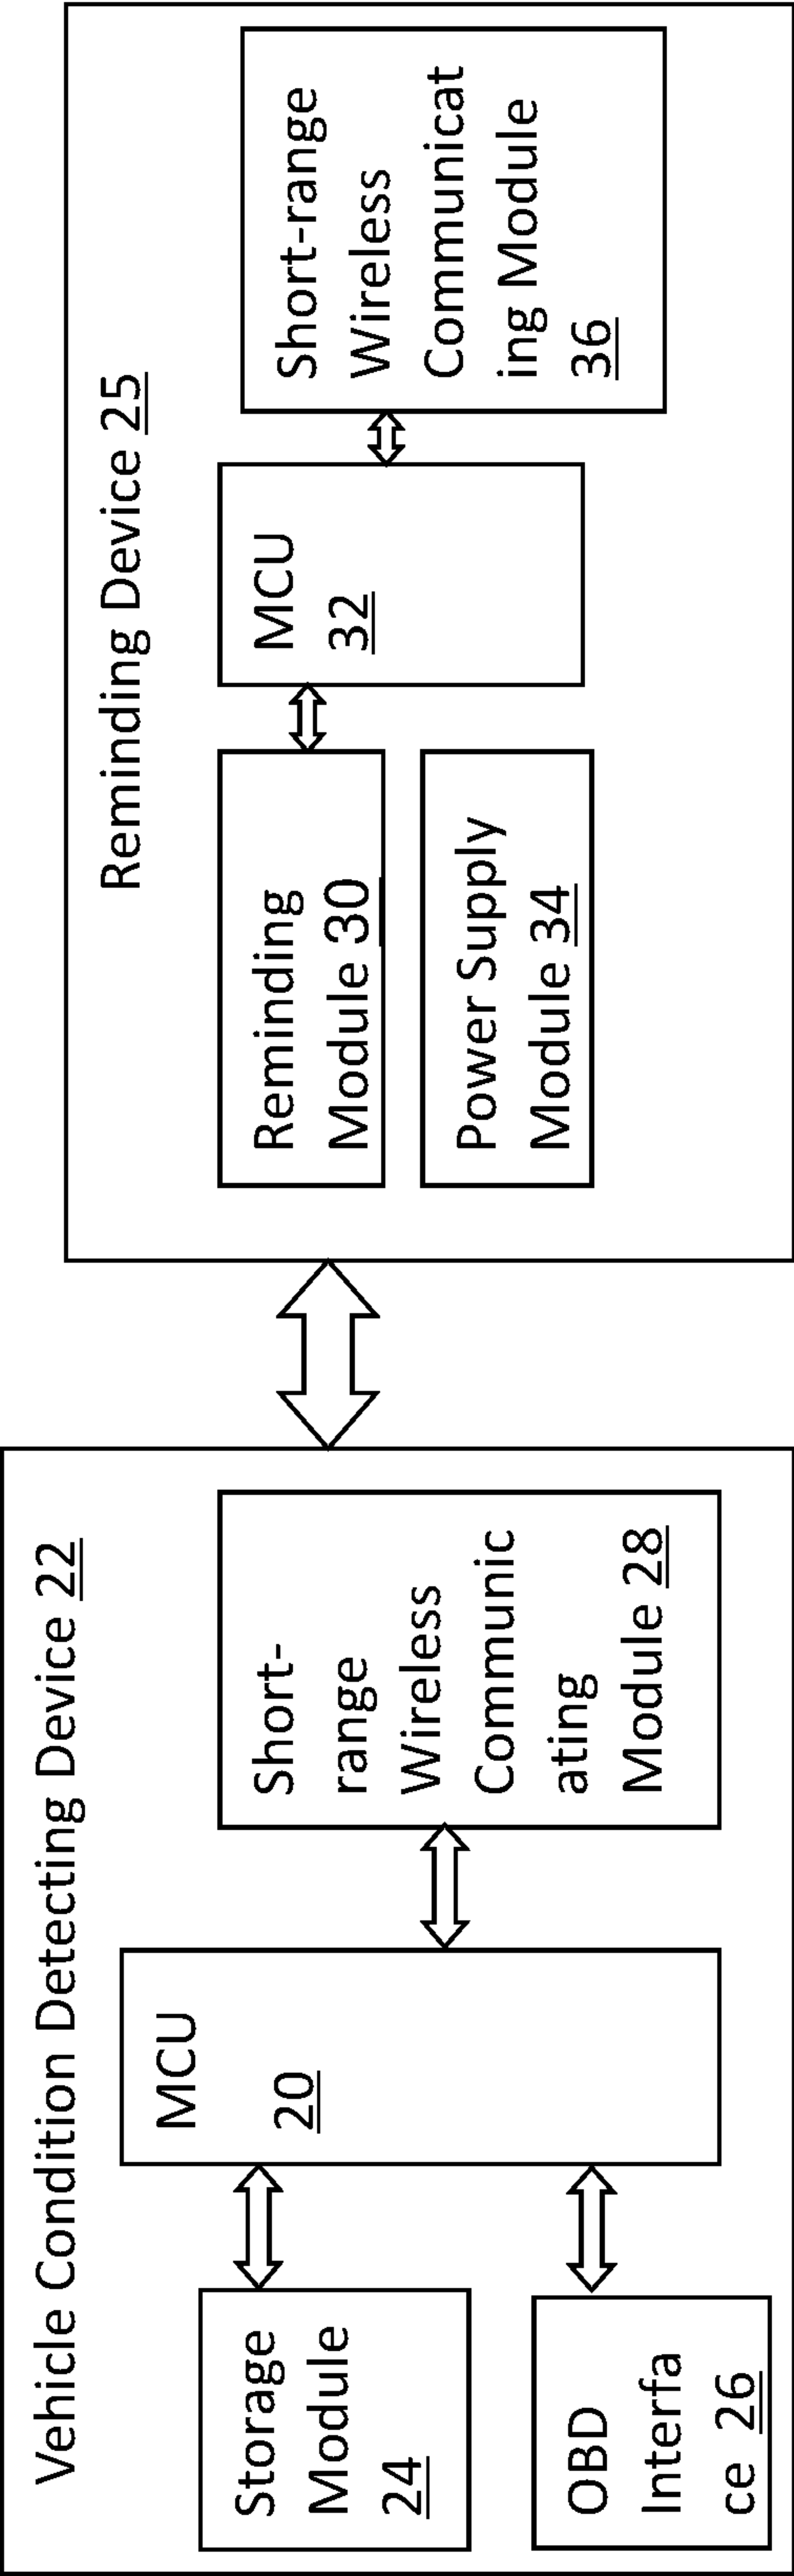 Vehicle Condition Detecting Device 22
Storage
Module
24
OBD
Interfa
ce 26
MCU
20
Short-
range
Wireless
Communic
ating
Module 28
Reminding Device 25
Reminding
Module 30
Power Supply
Module 34
MCU
32
Short-range
Wireless
Communicat
ing Module
36